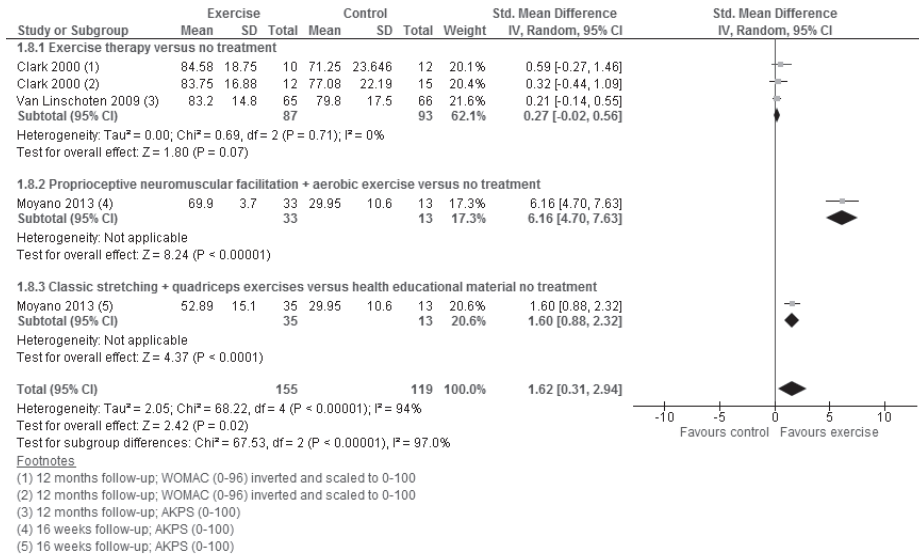 Exercise Control Std. Mean Difference Std. Mean Difference
Study or Subgroup Mean SD Total Mean SD Total Weight IV, Random, 95% CI IV, Random, 95% CI
1.8.1 Exercise therapy versus no treatment
Clark 2000 (1) 84.58 18.75 10 71.25 23.646 12 20.1% 0.59 [-0.27, 1.46]
Clark 2000 (2) 83.75 16.88 12 77.08 22.19 15 20.4% 0.32 [-0.44, 1.09]
Van Linschoten 2009 (3) 83.2 14.8 65 79.8 17.5 66 21.6% 0.21 [-0.14, 0.55]
Subtotal (95% CI) 87 93 62.1% 0.27 [-0.02, 0.56]
Heterogeneity: Tau² = 0.00; Chi² = 0.69, df = 2 (P = 0.71); I² = 0%
Test for overall effect: Z = 1.80 (P = 0.07)
1.8.2 Proprioceptive neuromuscular facilitation + aerobic exercise versus no treatment
Moyano 2013 (4) 69.9 3.7 33 29.95 10.6 13 17.3% 6.16 [4.70, 7.63]
Subtotal (95% CI) 33 13 17.3% 6.16 [4.70, 7.63]
Heterogeneity: Not applicable
Test for overall effect: Z = 8.24 (P < 0.00001)
1.8.3 Classic stretching + quadriceps exercises versus health educational material no treatment
Moyano 2013 (5) 52.89 15.1 35 29.95 10.6 13 20.6% 1.60 [0.88, 2.32]
Subtotal (95% CI) 35 13 20.6% 1.60 [0.88, 2.32]
Heterogeneity: Not applicable
Test for overall effect: Z = 4.37 (P < 0.0001)
Total (95% CI) 155 119 100.0% 1.62 [0.31, 2.94]
Heterogeneity: Tau² = 2.05; Chi² = 68.22, df = 4 (P < 0.00001); I² = 94%
Test for overall effect: Z = 2.42 (P = 0.02)
Test for subgroup differences: Chi² = 67.53, df = 2 (P < 0.00001), I² = 97.0%
-10 -5 0 5 10
Favours control Favours exercise
Footnotes
(1) 12 months follow-up; WOMAC (0-96) inverted and scaled to 0-100
(2) 12 months follow-up; WOMAC (0-96) inverted and scaled to 0-100
(3) 12 months follow-up; AKPS (0-100)
(4) 16 weeks follow-up; AKPS (0-100)
(5) 16 weeks follow-up; AKPS (0-100)